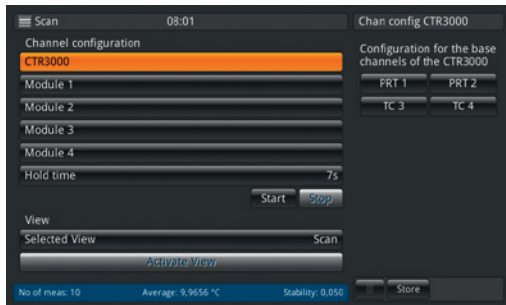 Scan 08:01
Channel configuration
CTR3000
Module 1
Module 2
Module 3
Module 4
Hold time 7s
Start Stop
View
Selected View Scan
Activate View
No of meas: 10 Average: 9,9656 °C Stability: 0,050
Chan config CTR3000
Configuration for the base
channels of the CTR3000
PRT 1 PRT 2
TC 3 TC 4
Store